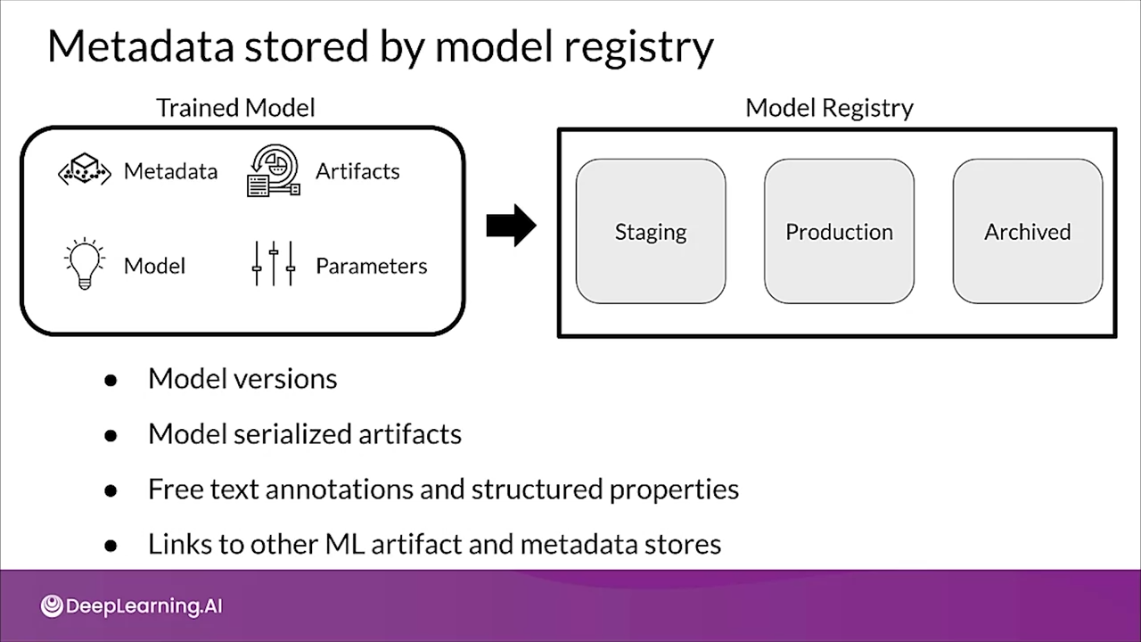 Metadata stored by model registry
Trained Model
Model Registry
Metadata
Artifacts
Model
Parameters
Staging
Production
Archived
Model versions
Model serialized artifacts
Free text annotations and structured properties
Links to other ML artifact and metadata stores
DeepLearning.AI